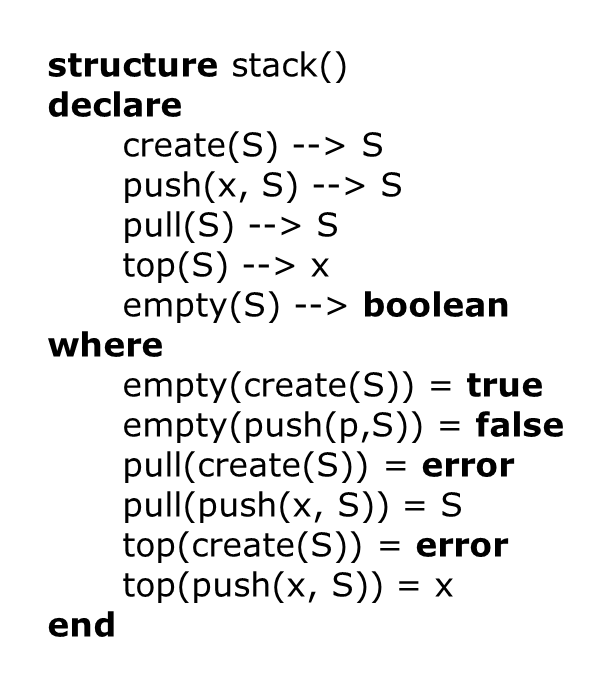 structure stack()
declare
create(S) --> S
push(x, S) --> S
pull(S) --> S
top(S) --> x
empty(S) --> boolean
where
empty(create(S)) = true
empty(push(p,S)) = false
pull(create(S)) = error
pull(push(x, S)) = S
top(create(S)) = error
top(push(x, S)) = x
end